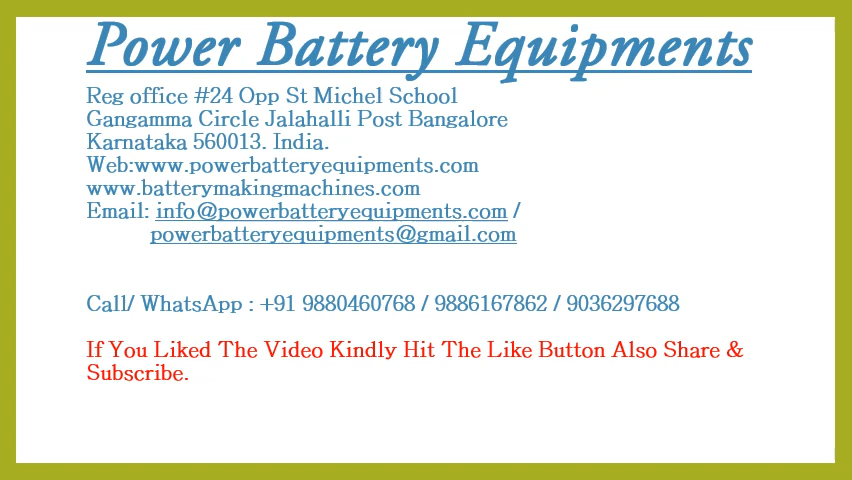 Power Battery Equipments
Reg office #24 Opp St Michel School
Gangamma Circle Jalahalli Post Bangalore
Karnataka 560013. India.
Web:www.powerbatteryequipments.com
www.batterymakingmachines.com
Email: info@powerbatteryequipments.com /
powerbatteryequipments@gmail.com
Call/ WhatsApp : +91 9880460768 / 9886167862 / 9036297688
If You Liked The Video Kindly Hit The Like Button Also Share &
Subscribe.